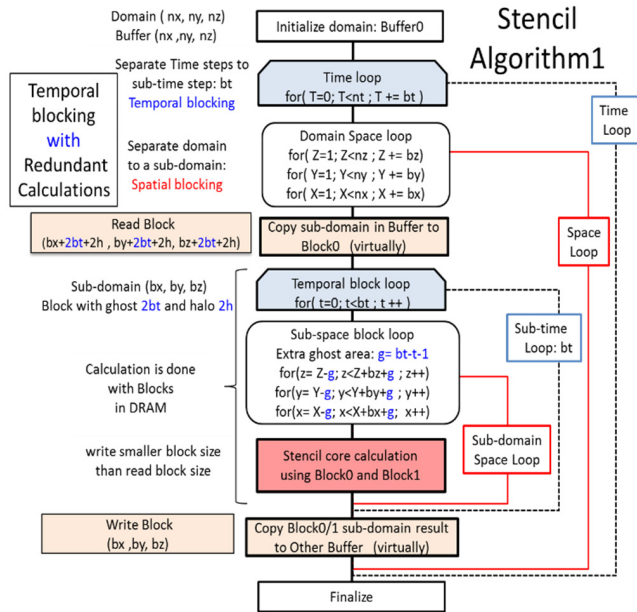 Stencil
Algorithm1
Domain ( nx, ny, nz)
Buffer (nx ,ny, nz)
Initialize domain: Buffer0
Separate Time steps to
sub-time step: bt
Temporal blocking
Time loop
for( T=0; T<nt ; T += bt )
Temporal
blocking
with
Redundant
Calculations
Separate domain
to a sub-domain:
Spatial blocking
Domain Space loop
for( Z=1; Z<nz ; Z += bz)
for( Y=1; Y<ny ; Y += by)
for( X=1; X<nx ; X += bx)
Time
Loop
Read Block
(bx+2bt+2h , by+2bt+2h, bz+2bt+2h)
Copy sub-domain in Buffer to
Block0 (virtually)
Space
Loop
Sub-domain (bx, by, bz)
Block with ghost 2bt and halo 2h
Temporal block loop
for( t=0; t<bt ; t ++ )
Sub-time
Loop: bt
Sub-space block loop
Extra ghost area: g= bt-t-1
for(z= Z-g; z<Z+bz+g ; z++)
for(y= Y-g; y<Y+by+g ; y++)
for(x= X-g; x<X+bx+g; x++)
Calculation is done
with Blocks
in DRAM
Sub-domain
Space Loop
write smaller block size
than read block size
Stencil core calculation
using Block0 and Block1
Write Block
(bx ,by, bz)
Copy Block0/1 sub-domain result
to Other Buffer (virtually)
Finalize